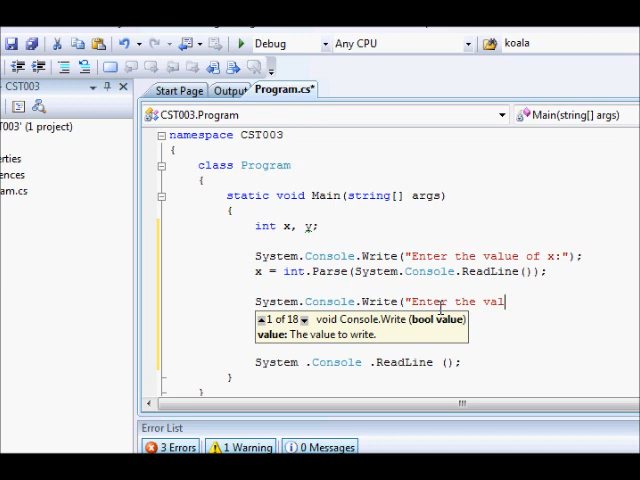 Debug Any CPU koala
CST003
Start Page Output Program.cs*
CST003.Program Main(string[] args)
T003' (1 project)
erties
ences
am.cs
namespace CST003
{
class Program
{
static void Main(string[] args)
{
int x, y;
System.Console.Write("Enter the value of x:");
x = int.Parse(System.Console.ReadLine());
System.Console.Write("Enter the val
1 of 18 void Console.Write (bool value)
value: The value to write.
System .Console .ReadLine ();
}
}
Error List
3 Errors 1 Warning 0 Messages